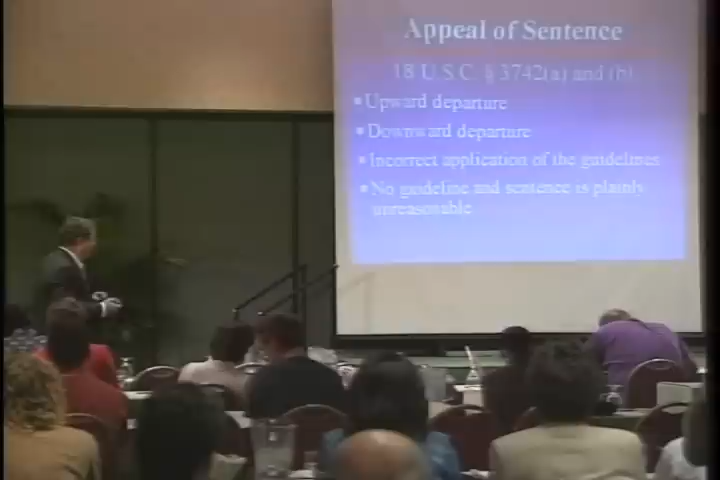 Appeal of Sentence
18 U.S.C. § 3742(a) and (b)
▪Upward departure
▪Downward departure
▪Incorrect application of the guidelines
▪No guideline and sentence is plainly
unreasonable